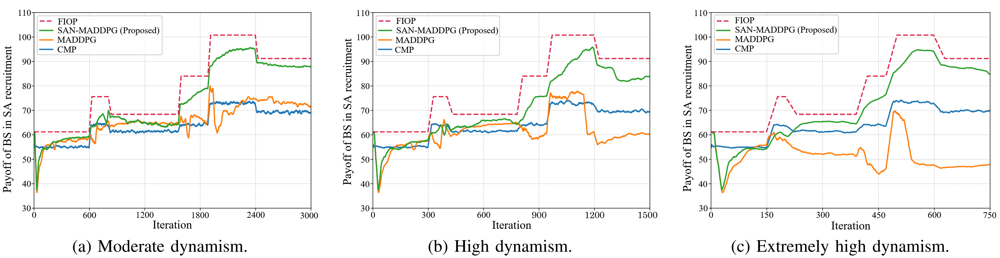 Payoff of BS in SA recruitment
110
100
90
80
70
60
50
40
30
FIOP
SAN-MADDPG (Proposed)
MADDPG
CMP
0 600 1200 1800 2400 3000
Iteration
(a) Moderate dynamism.
Payoff of BS in SA recruitment
110
100
90
80
70
60
50
40
30
FIOP
SAN-MADDPG (Proposed)
MADDPG
CMP
0 300 600 900 1200 1500
Iteration
(b) High dynamism.
Payoff of BS in SA recruitment
110
100
90
80
70
60
50
40
30
FIOP
SAN-MADDPG (Proposed)
MADDPG
CMP
0 150 300 450 600 750
Iteration
(c) Extremely high dynamism.